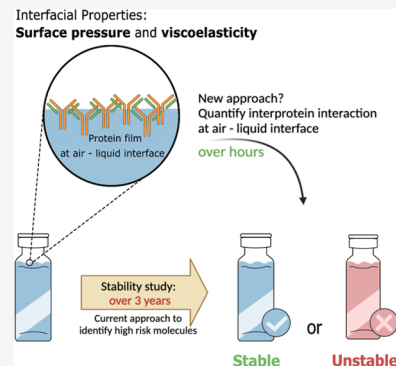 Interfacial Properties:
Surface pressure and viscoelasticity
Protein film
at air - liquid interface
New approach?
Quantify interprotein interaction
at air - liquid interface
over hours
Stability study:
over 3 years
Current approach to
identify high risk molecules
or
Stable
Unstable